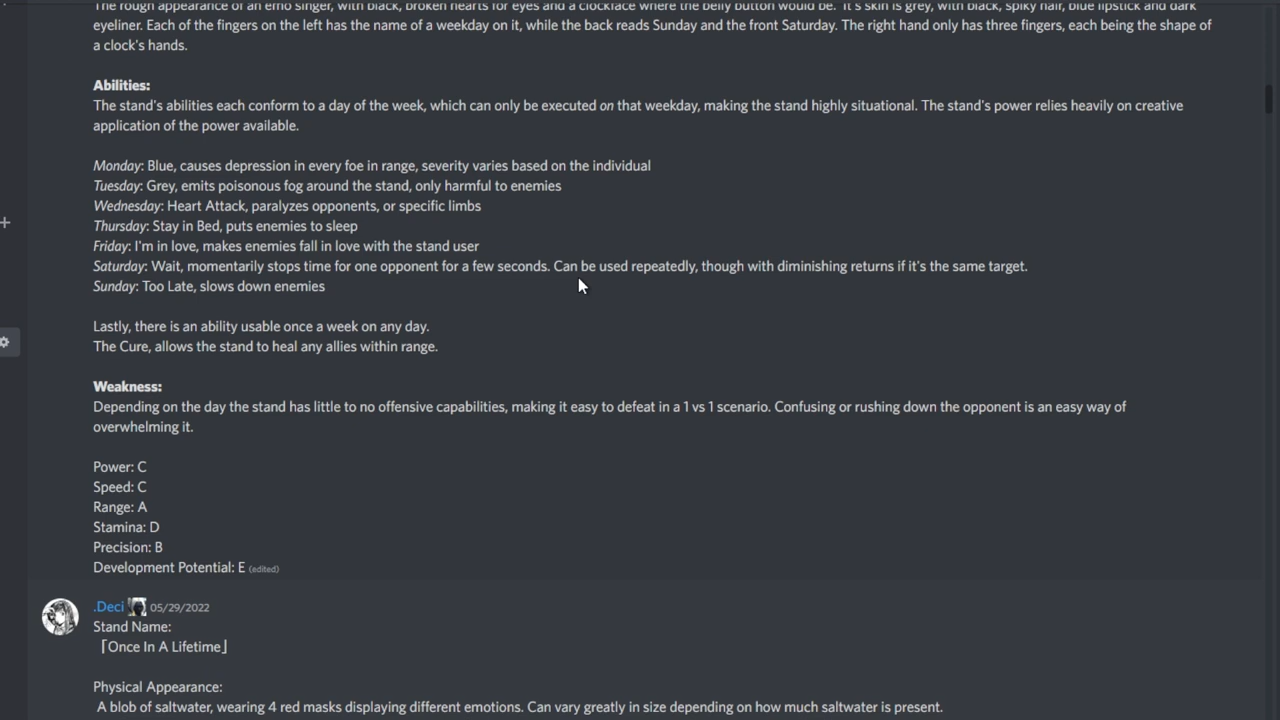 The rough appearance of an emo singer, with black, broken hearts for eyes and a clockface where the belly button would be. It's skin is grey, with black, spiky hair, blue lipstick and dark
eyeliner. Each of the fingers on the left has the name of a weekday on it, while the back reads Sunday and the front Saturday. The right hand only has three fingers, each being the shape of
a clock's hands.
Abilities:
The stand's abilities each conform to a day of the week, which can only be executed on that weekday, making the stand highly situational. The stand's power relies heavily on creative
application of the power available.
Monday: Blue, causes depression in every foe in range, severity varies based on the individual
Tuesday: Grey, emits poisonous fog around the stand, only harmful to enemies
Wednesday: Heart Attack, paralyzes opponents, or specific limbs
Thursday: Stay in Bed, puts enemies to sleep
Friday: I'm in love, makes enemies fall in love with the stand user
Saturday: Wait, momentarily stops time for one opponent for a few seconds. Can be used repeatedly, though with diminishing returns if it's the same target.
Sunday: Too Late, slows down enemies
Lastly, there is an ability usable once a week on any day.
The Cure, allows the stand to heal any allies within range.
Weakness:
Depending on the day the stand has little to no offensive capabilities, making it easy to defeat in a 1 vs 1 scenario. Confusing or rushing down the opponent is an easy way of
overwhelming it.
Power: C
Speed: C
Range: A
Stamina: D
Precision: B
Development Potential: E (edited)
.Deci 05/29/2022
Stand Name:
「Once In A Lifetime」
Physical Appearance:
A blob of saltwater, wearing 4 red masks displaying different emotions. Can vary greatly in size depending on how much saltwater is present.